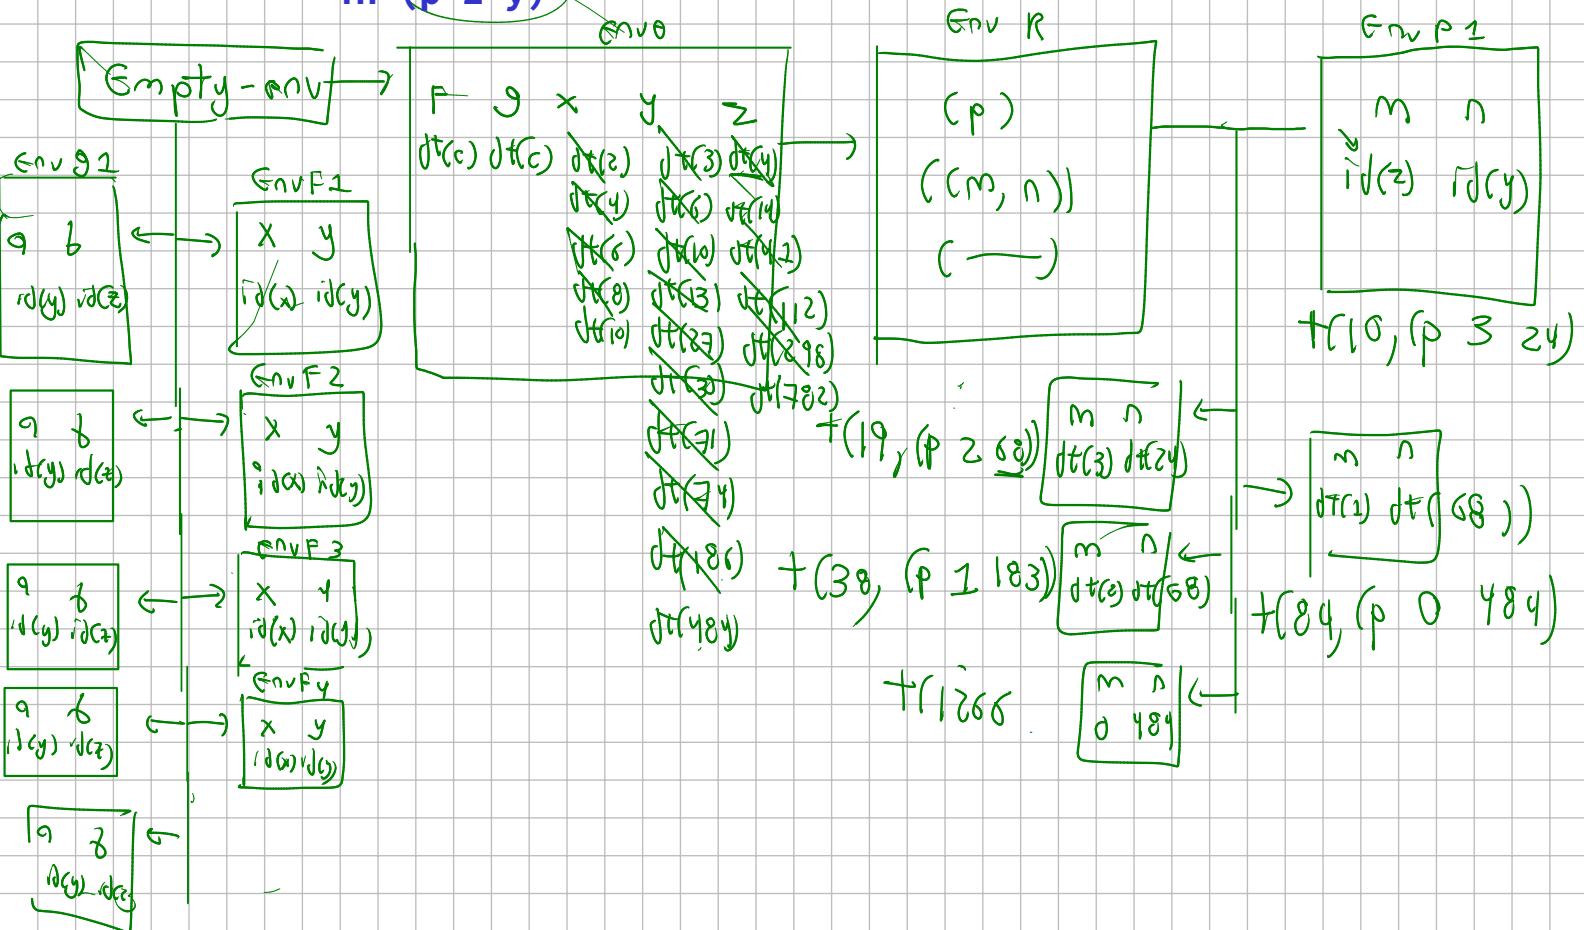 in (p z y)
Env 0
Env R
Env P1
Empty-env
F g x y z
dt(c) dt(c) dt(2) dt(3) dt(4)
dt(4) dt(6) dt(14)
dt(6) dt(10) dt(42)
dt(8) dt(13) dt(112)
dt(10) dt(27) dt(298)
dt(30) dt(782)
dt(71)
dt(74)
dt(186)
dt(484)
(p)
((m, n))
( — )
m n
id(z) id(y)
+(10, (p 3 24)
Env g1
a b
id(y) id(z)
Env F1
x y
id(x) id(y)
a b
id(y) id(z)
Env F2
x y
id(x) id(y)
+(19, (p 2 68))
m n
dt(3) dt(24)
m n
dt(1) dt(68))
a b
id(y) id(z)
Env F3
x y
id(x) id(y)
+(38, (p 1 183))
m n
dt(2) dt(68)
+(84, (p 0 484)
a b
id(y) id(z)
Env F4
x y
id(x) id(y)
+(1266
m n
0 484
a b
id(y) id(z)